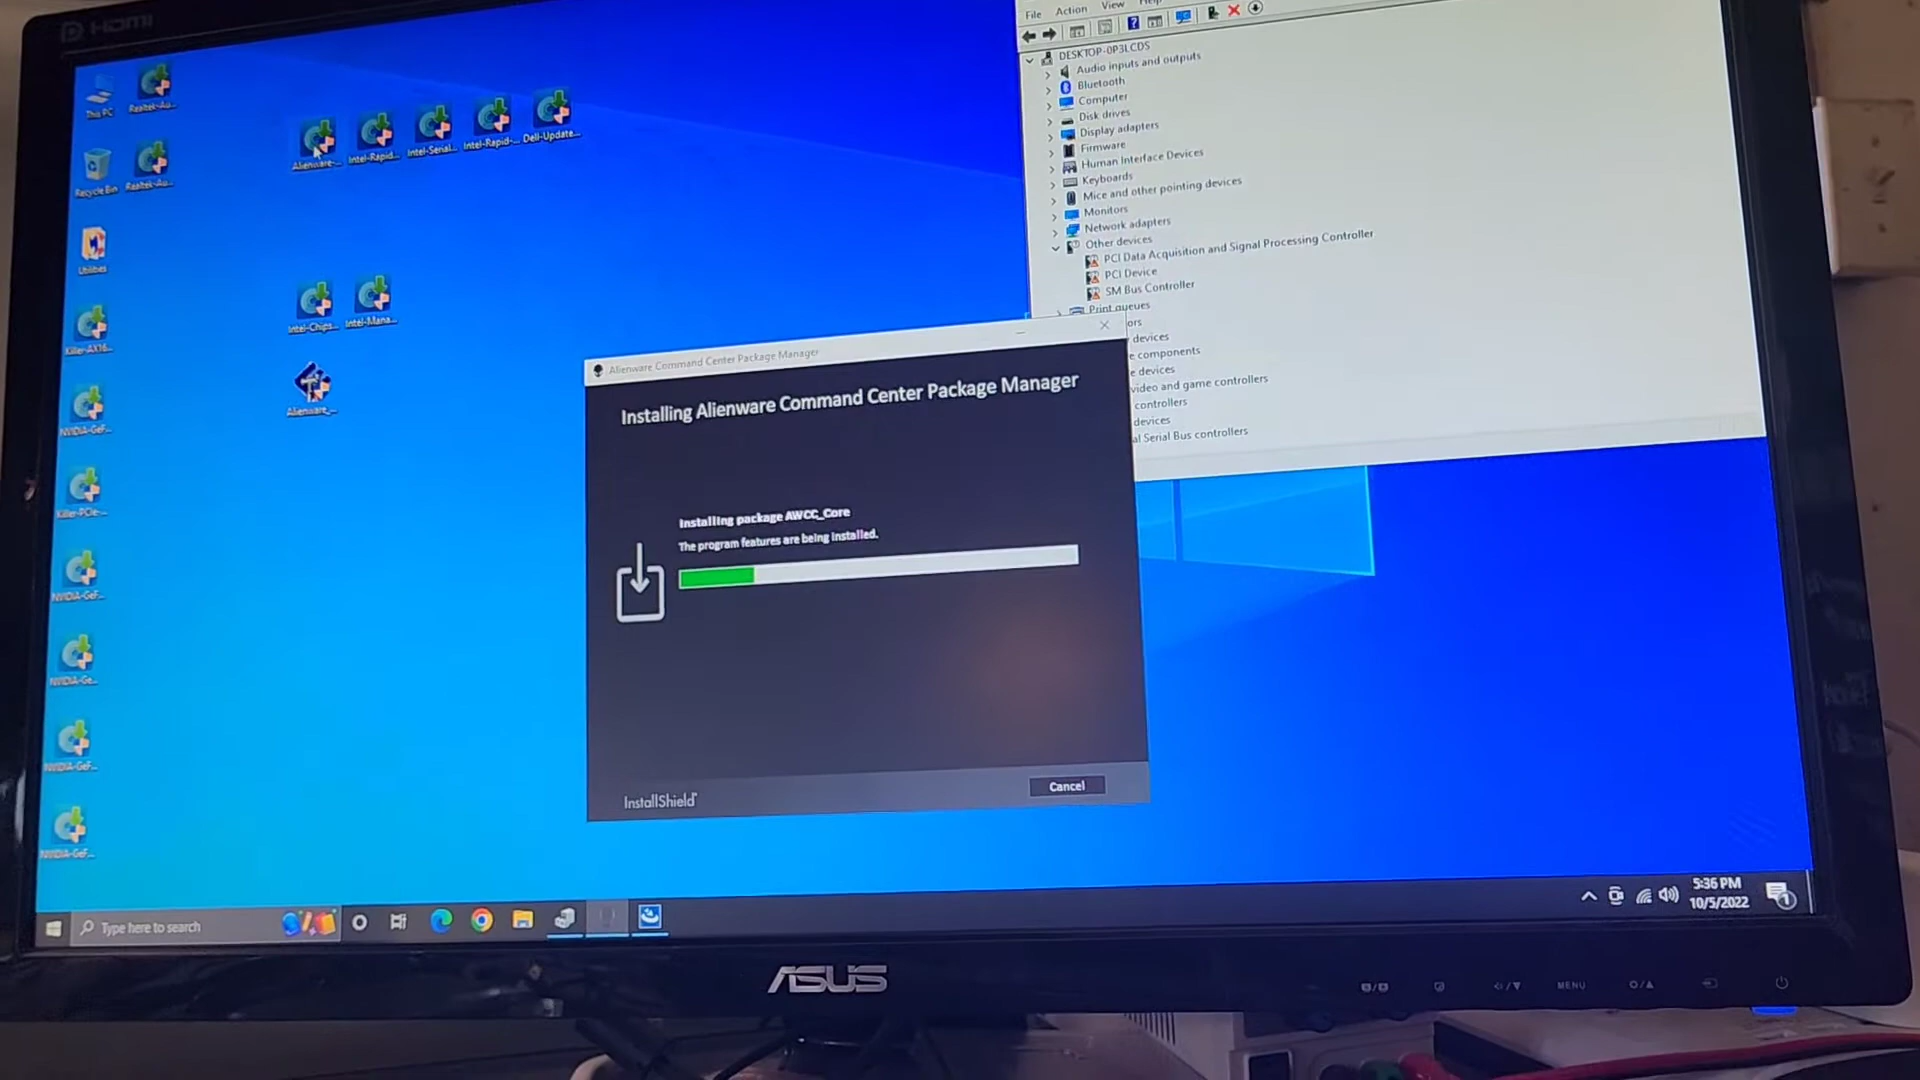 HDMI
This PC
Realtek-Au...
Recycle Bin
Realtek-Au...
Utilities
Killer-AX16...
NVIDIA-GeF...
Killer-PCIe-...
NVIDIA-GeF...
NVIDIA-Ge...
NVIDIA-GeF...
NVIDIA-GeF...
Alienware-...
Intel-Rapid...
Intel-Serial...
Intel-Rapid-...
Dell-Update...
Intel-Chips...
Intel-Mana...
Alienware_...
File Action View Help
DESKTOP-0P3LCDS
Audio inputs and outputs
Bluetooth
Computer
Disk drives
Display adapters
Firmware
Human Interface Devices
Keyboards
Mice and other pointing devices
Monitors
Network adapters
Other devices
PCI Data Acquisition and Signal Processing Controller
PCI Device
SM Bus Controller
Print queues
ors
devices
e components
e devices
video and game controllers
controllers
devices
al Serial Bus controllers
Alienware Command Center Package Manager
Installing Alienware Command Center Package Manager
Installing package AWCC_Core
The program features are being installed.
InstallShield
Cancel
Type here to search
5:36 PM
10/5/2022
1
ASUS
MENU